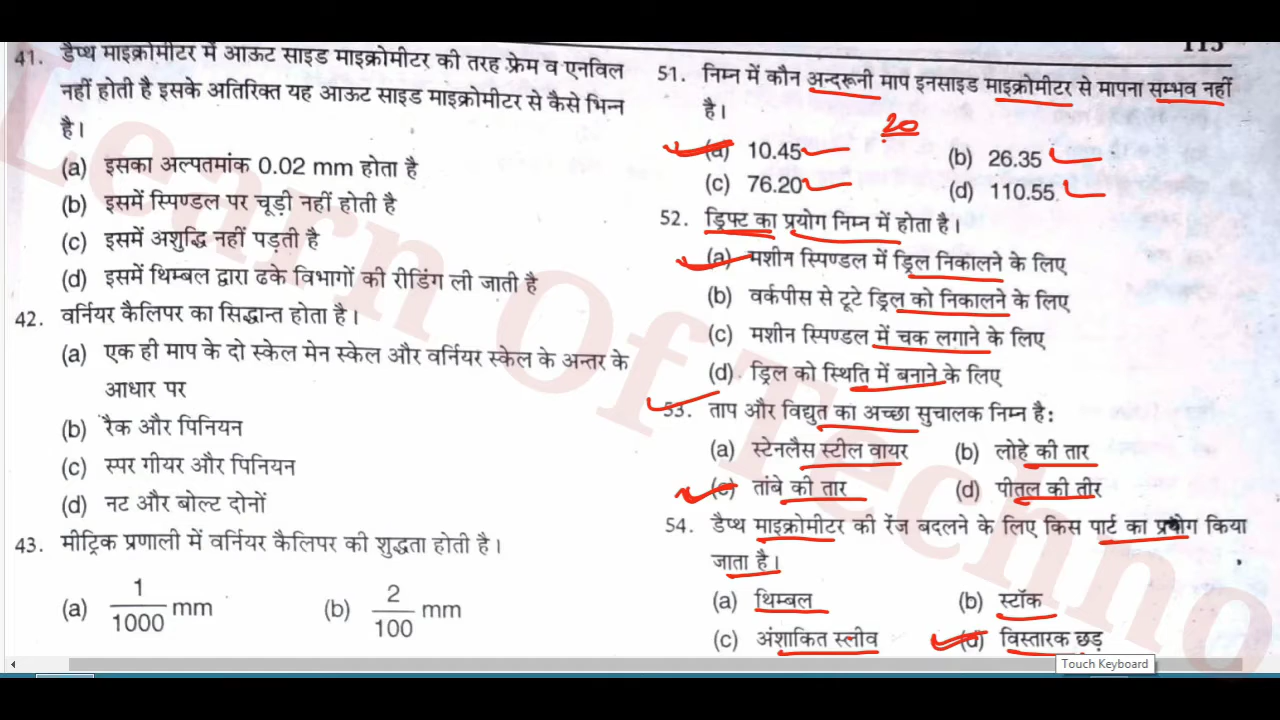 115
41. डैप्थ माइक्रोमीटर में आऊट साइड माइक्रोमीटर की तरह फ्रेम व एनविल
नहीं होती है इसके अतिरिक्त यह आऊट साइड माइक्रोमीटर से कैसे भिन्न
है।
(a) इसका अल्पतमांक 0.02 mm होता है
(b) इसमें स्पिण्डल पर चूड़ी नहीं होती है
(c) इसमें अशुद्धि नहीं पड़ती है
(d) इसमें थिम्बल द्वारा ढके विभागों की रीडिंग ली जाती है
42. वर्नियर कैलिपर का सिद्धान्त होता है।
(a) एक ही माप के दो स्केल मेन स्केल और वर्नियर स्केल के अन्तर के
आधार पर
(b) रैक और पिनियन
(c) स्पर गीयर और पिनियन
(d) नट और बोल्ट दोनों
43. मीट्रिक प्रणाली में वर्नियर कैलिपर की शुद्धता होती है।
(a) 1/1000 mm (b) 2/100 mm
51. निम्न में कौन अन्दरूनी माप इनसाइड माइक्रोमीटर से मापना सम्भव नहीं
है।
20
(a) 10.45 (b) 26.35
(c) 76.20 (d) 110.55
52. ड्रिफ्ट का प्रयोग निम्न में होता है।
(a) मशीन स्पिण्डल में ड्रिल निकालने के लिए
(b) वर्कपीस से टूटे ड्रिल को निकालने के लिए
(c) मशीन स्पिण्डल में चक लगाने के लिए
(d) ड्रिल को स्थिति में बनाने के लिए
53. ताप और विद्युत का अच्छा सुचालक निम्न है:
(a) स्टेनलैस स्टील वायर (b) लोहे की तार
(c) तांबे की तार (d) पीतल की तीर
54. डैप्थ माइक्रोमीटर की रेंज बदलने के लिए किस पार्ट का प्रयोग किया
जाता है।
(a) थिम्बल (b) स्टॉक
(c) अंशाकित स्लीव (d) विस्तारक छड़
Touch Keyboard
Learn Of Techno